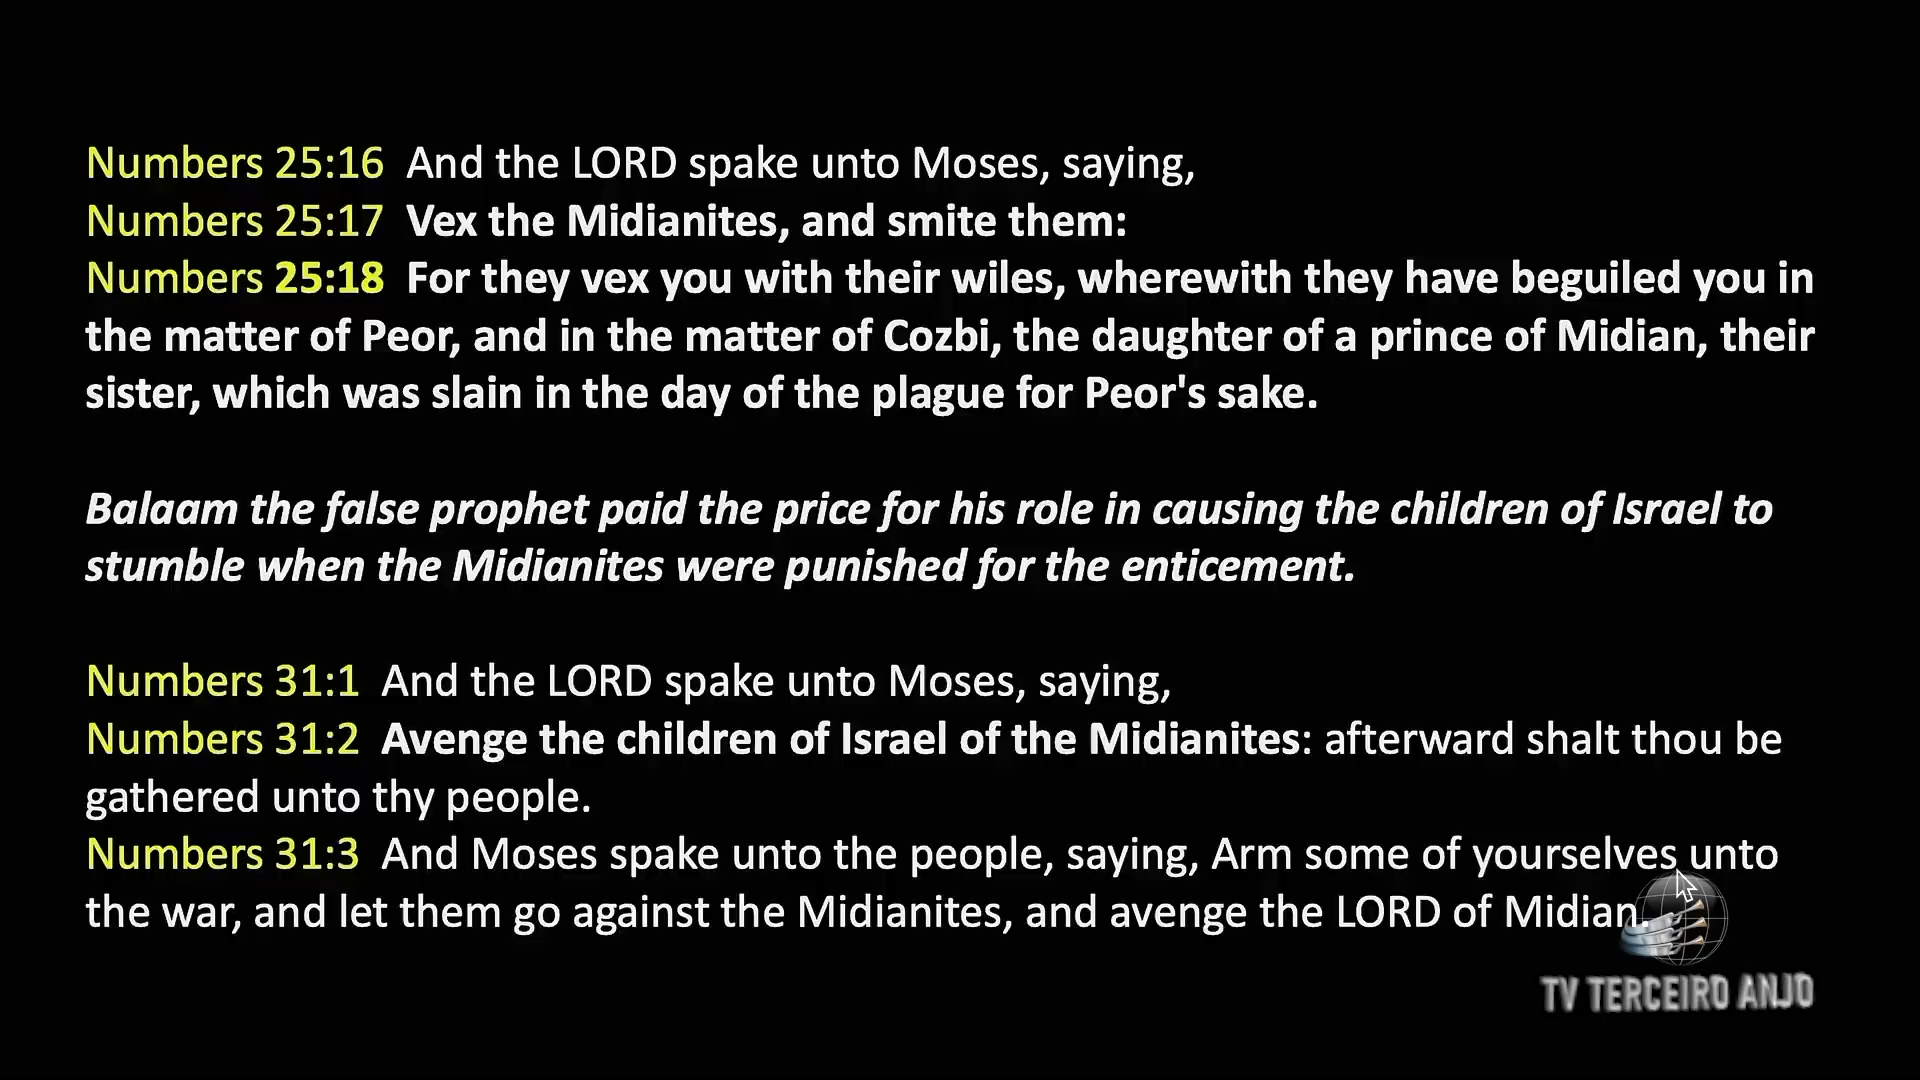 Numbers 25:16  And the LORD spake unto Moses, saying,
Numbers 25:17  Vex the Midianites, and smite them:
Numbers 25:18  For they vex you with their wiles, wherewith they have beguiled you in
the matter of Peor, and in the matter of Cozbi, the daughter of a prince of Midian, their
sister, which was slain in the day of the plague for Peor's sake.
Balaam the false prophet paid the price for his role in causing the children of Israel to
stumble when the Midianites were punished for the enticement.
Numbers 31:1  And the LORD spake unto Moses, saying,
Numbers 31:2  Avenge the children of Israel of the Midianites: afterward shalt thou be
gathered unto thy people.
Numbers 31:3  And Moses spake unto the people, saying, Arm some of yourselves unto
the war, and let them go against the Midianites, and avenge the LORD of Midian.
TV TERCEIRO ANJO